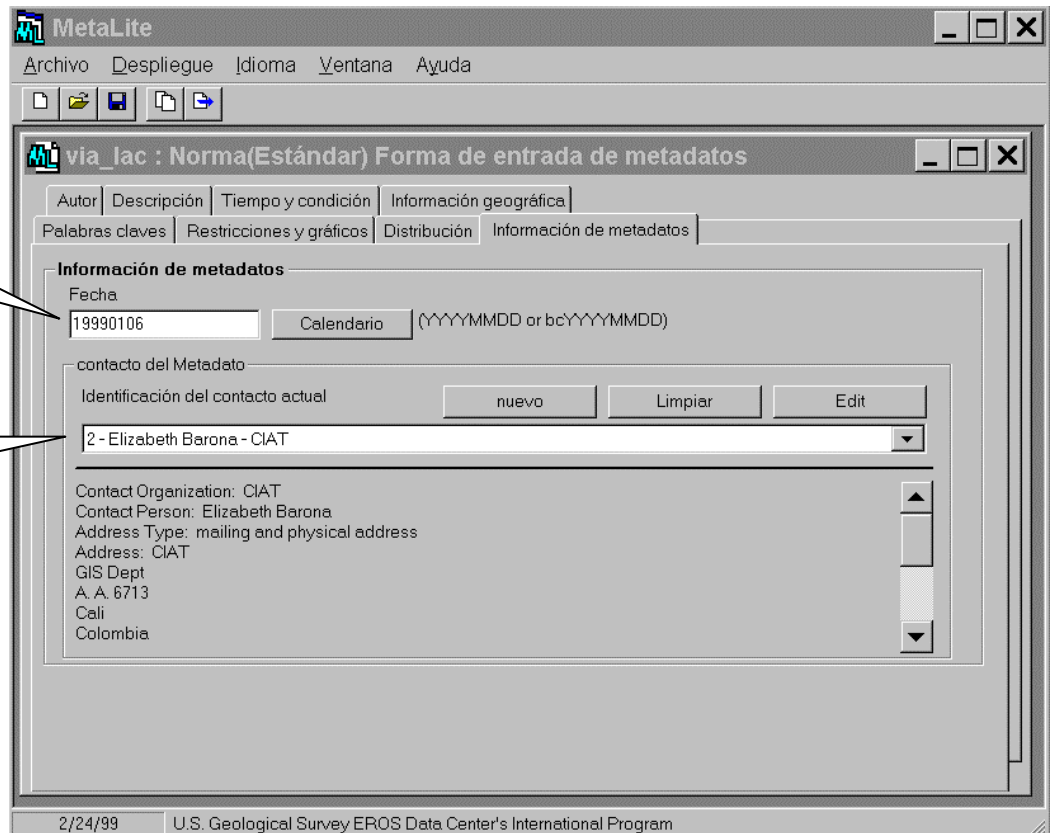 MetaLite
Archivo Despliegue Idioma Ventana Ayuda
via_lac : Norma(Estándar) Forma de entrada de metadatos
Autor Descripción Tiempo y condición Información geográfica
Palabras claves Restricciones y gráficos Distribución Información de metadatos
Información de metadatos
Fecha
19990106 Calendario (YYYYMMDD or bcYYYYMMDD)
contacto del Metadato
Identificación del contacto actual nuevo Limpiar Edit
2 - Elizabeth Barona - CIAT
Contact Organization: CIAT
Contact Person: Elizabeth Barona
Address Type: mailing and physical address
Address: CIAT
GIS Dept
A. A. 6713
Cali
Colombia
2/24/99 U.S. Geological Survey EROS Data Center's International Program